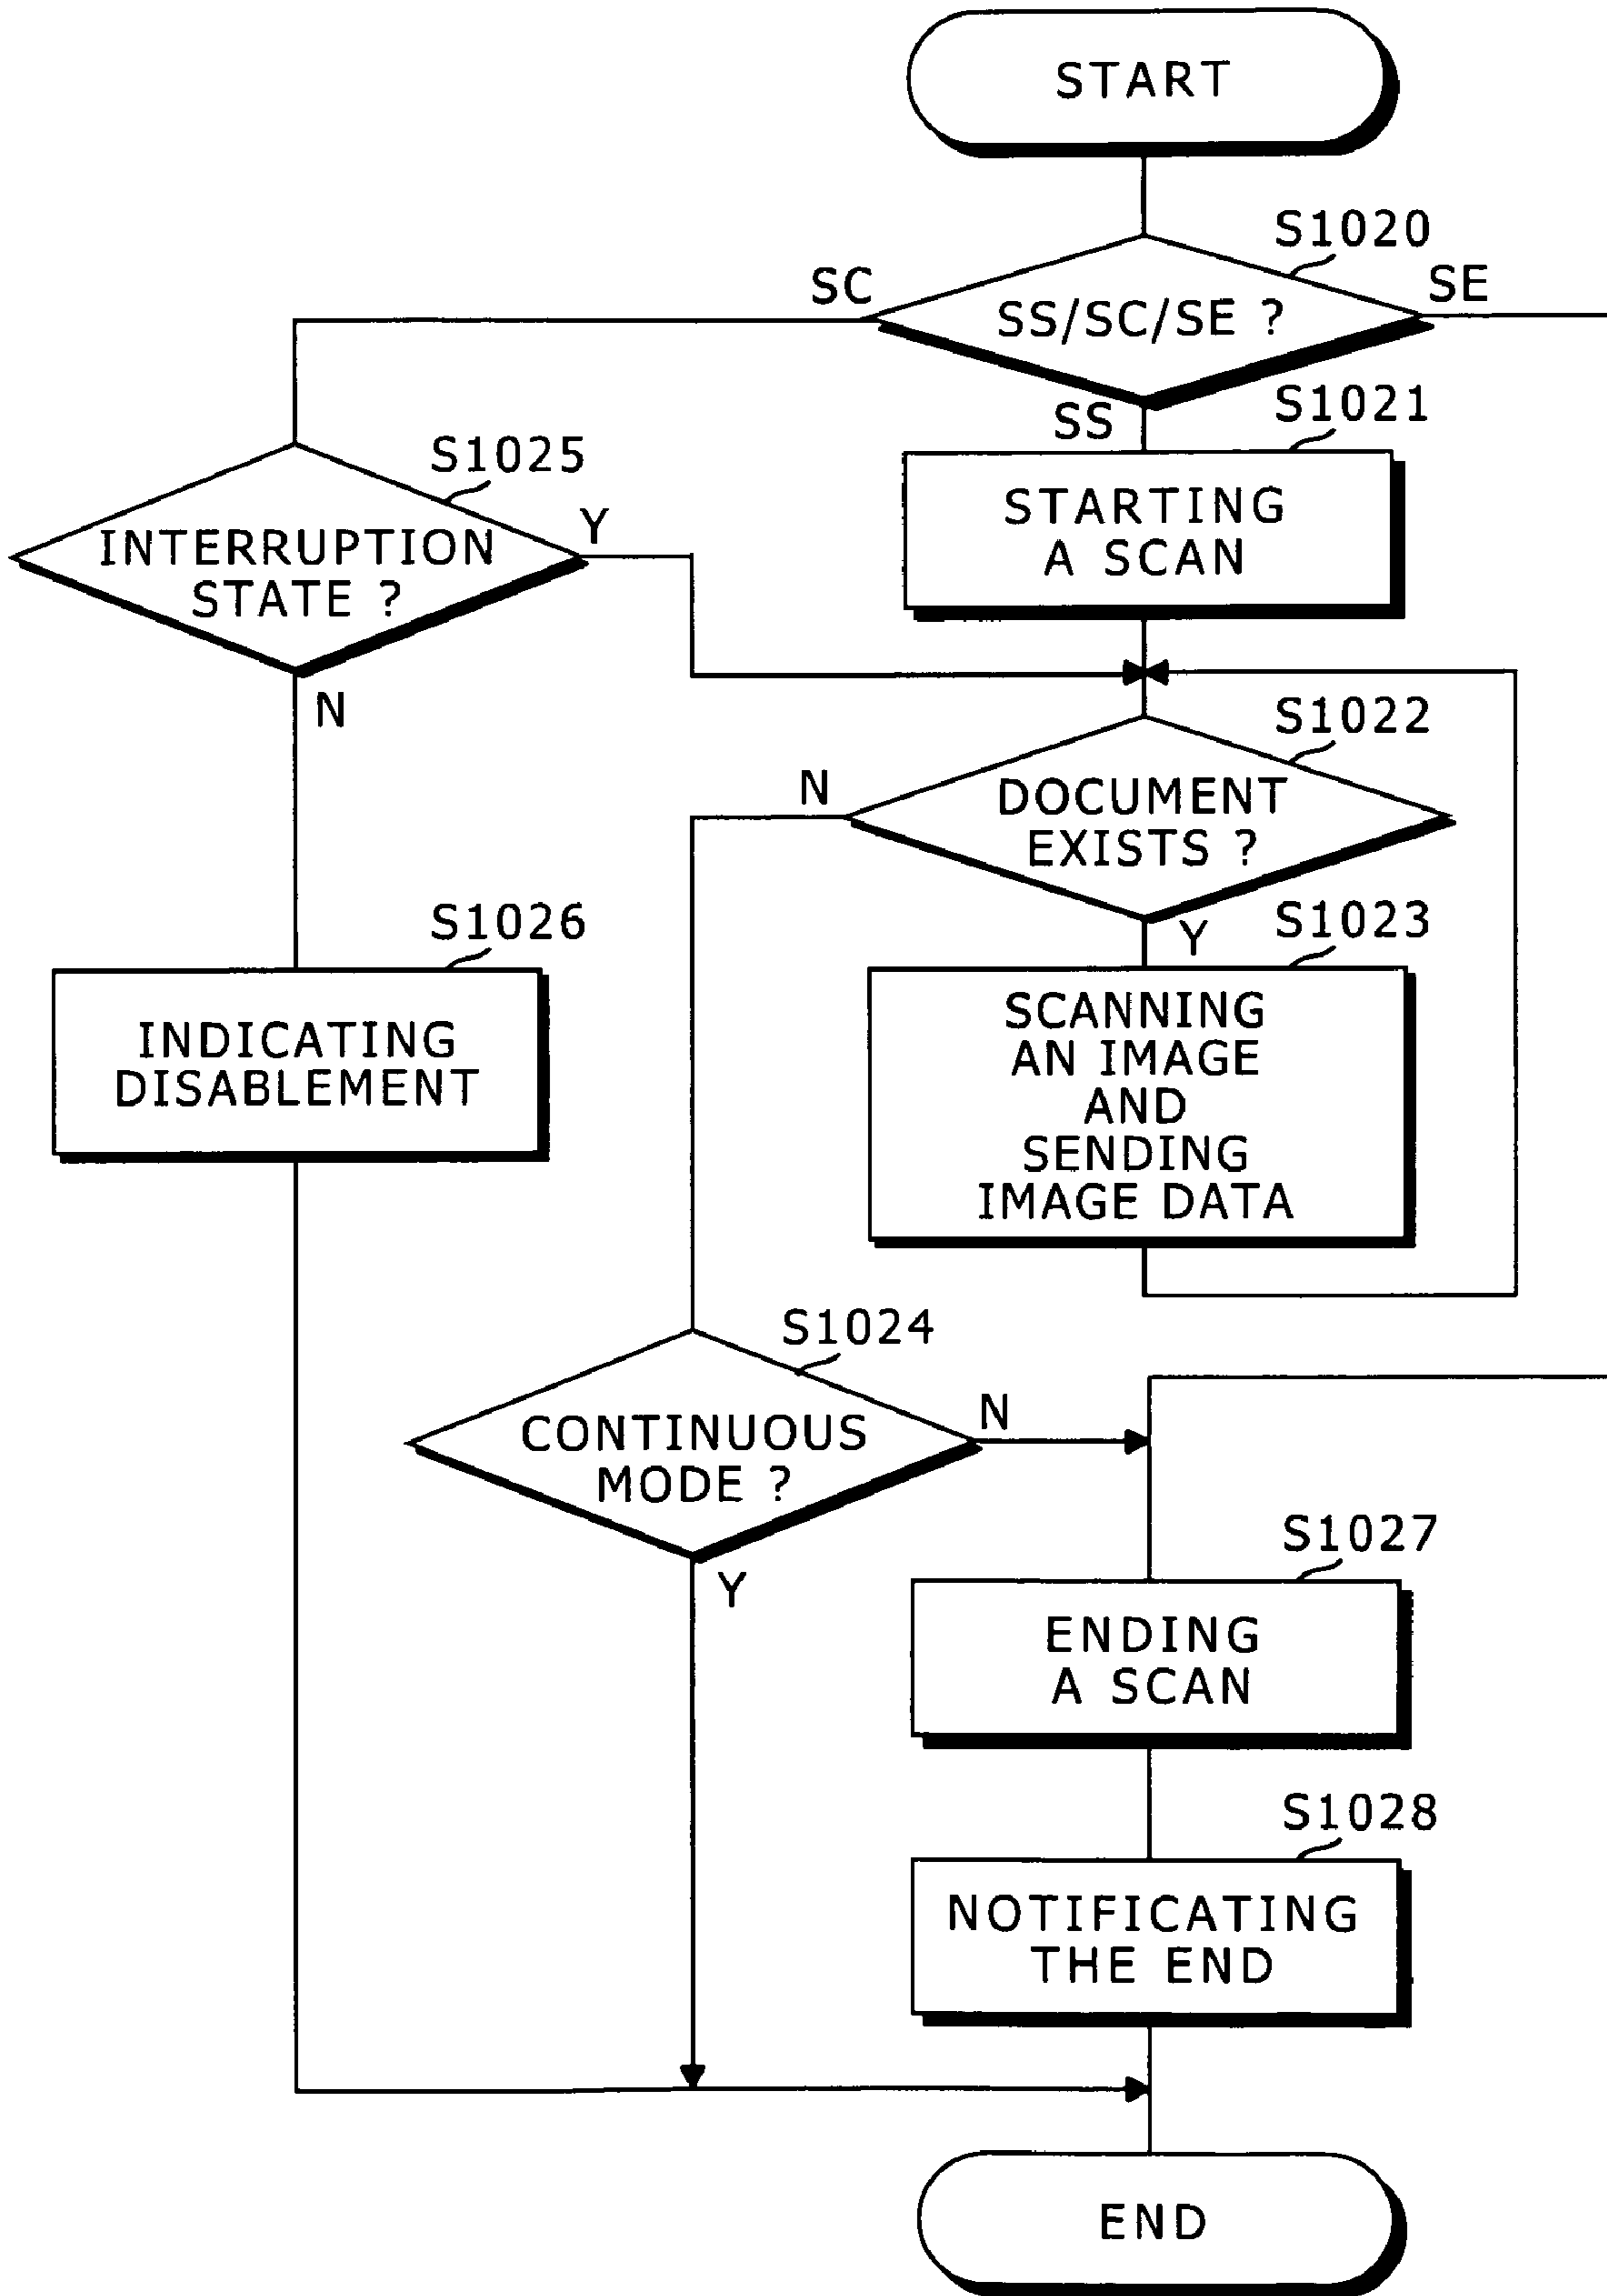 START
S1020
SC
SS/SC/SE ?
SE
SS
S1021
STARTING
A SCAN
S1025
INTERRUPTION
STATE ?
Y
N
S1022
DOCUMENT
EXISTS ?
N
Y
S1023
SCANNING
AN IMAGE
AND
SENDING
IMAGE DATA
S1026
INDICATING
DISABLEMENT
S1024
CONTINUOUS
MODE ?
N
Y
S1027
ENDING
A SCAN
S1028
NOTIFICATING
THE END
END